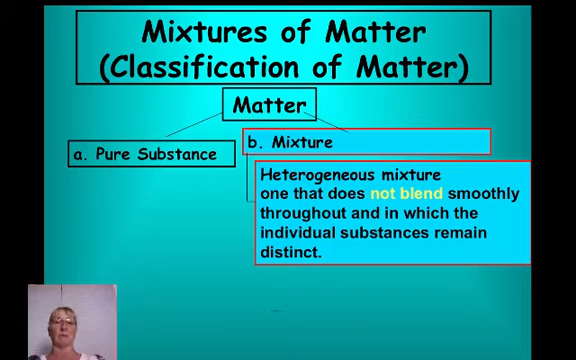 Mixtures of Matter
(Classification of Matter)
Matter
a. Pure Substance
b. Mixture
Heterogeneous mixture
one that does not blend smoothly
throughout and in which the
individual substances remain
distinct.